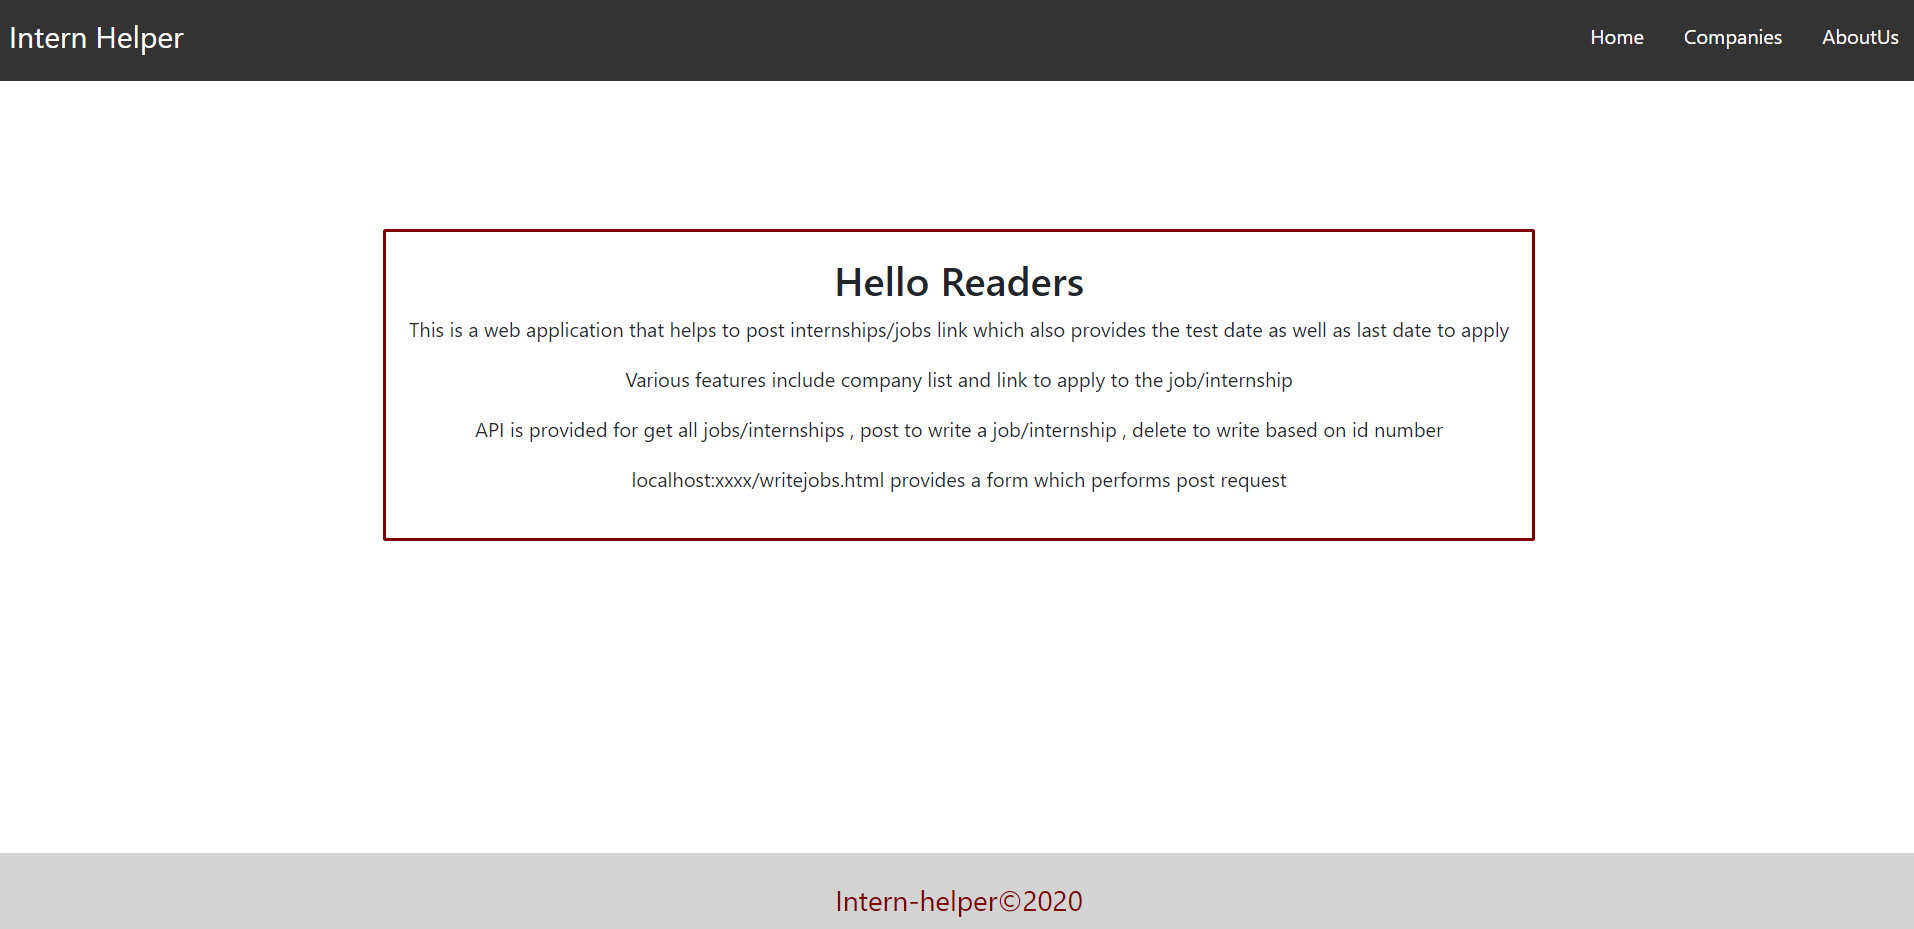 Intern Helper
Home Companies AboutUs
Hello Readers
This is a web application that helps to post internships/jobs link which also provides the test date as well as last date to apply
Various features include company list and link to apply to the job/internship
API is provided for get all jobs/internships , post to write a job/internship , delete to write based on id number
localhost:xxxx/writejobs.html provides a form which performs post request
Intern-helper©2020